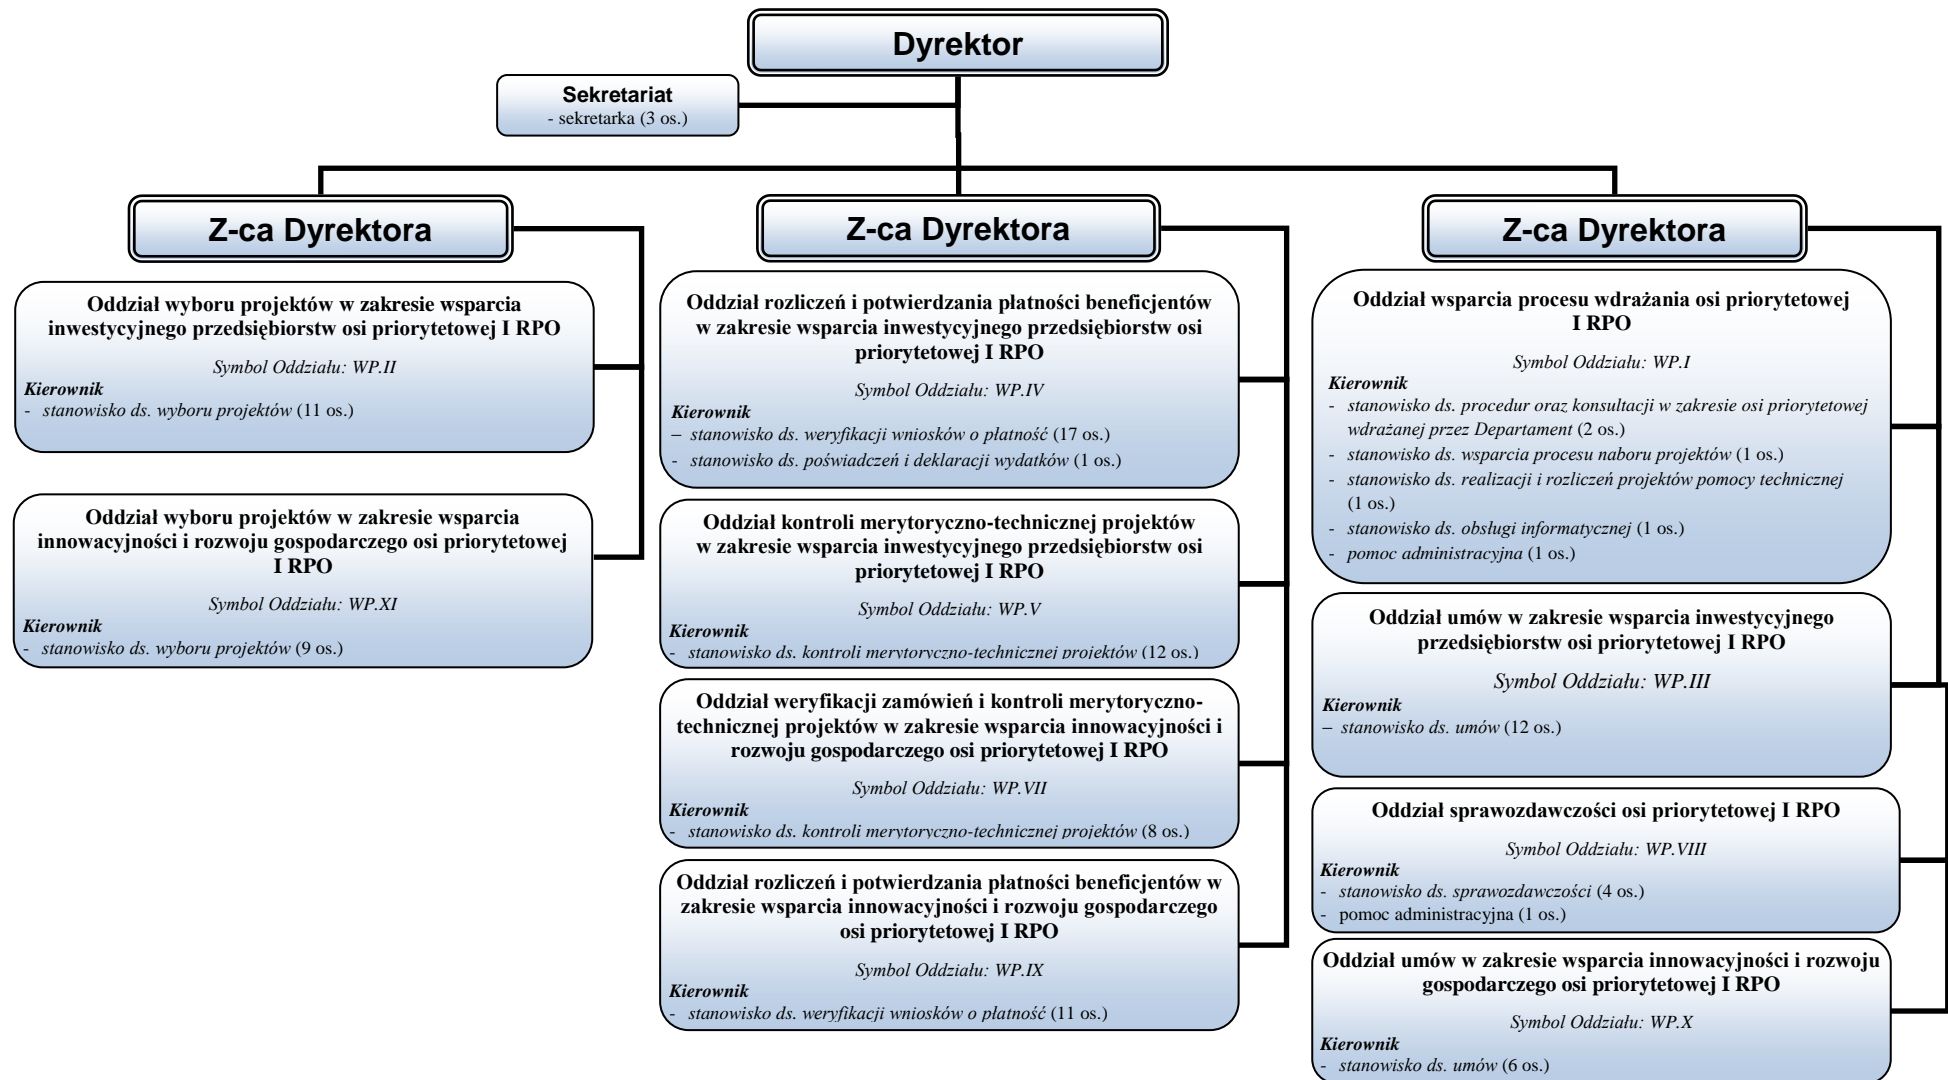 Dyrektor
Sekretariat
- sekretarka (3 os.)
Z-ca Dyrektora
Oddział wyboru projektów w zakresie wsparcia
inwestycyjnego przedsiębiorstw osi priorytetowej I RPO
Symbol Oddziału: WP.II
Kierownik
- stanowisko ds. wyboru projektów (11 os.)
Oddział wyboru projektów w zakresie wsparcia
innowacyjności i rozwoju gospodarczego osi priorytetowej
I RPO
Symbol Oddziału: WP.XI
Kierownik
- stanowisko ds. wyboru projektów (9 os.)
Z-ca Dyrektora
Oddział rozliczeń i potwierdzania płatności beneficjentów
w zakresie wsparcia inwestycyjnego przedsiębiorstw osi
priorytetowej I RPO
Symbol Oddziału: WP.IV
Kierownik
– stanowisko ds. weryfikacji wniosków o płatność (17 os.)
- stanowisko ds. poświadczeń i deklaracji wydatków (1 os.)
Oddział kontroli merytoryczno-technicznej projektów
w zakresie wsparcia inwestycyjnego przedsiębiorstw osi
priorytetowej I RPO
Symbol Oddziału: WP.V
Kierownik
- stanowisko ds. kontroli merytoryczno-technicznej projektów (12 os.)
Oddział weryfikacji zamówień i kontroli merytoryczno-
technicznej projektów w zakresie wsparcia innowacyjności i
rozwoju gospodarczego osi priorytetowej I RPO
Symbol Oddziału: WP.VII
Kierownik
- stanowisko ds. kontroli merytoryczno-technicznej projektów (8 os.)
Oddział rozliczeń i potwierdzania płatności beneficjentów w
zakresie wsparcia innowacyjności i rozwoju gospodarczego
osi priorytetowej I RPO
Symbol Oddziału: WP.IX
Kierownik
- stanowisko ds. weryfikacji wniosków o płatność (11 os.)
Z-ca Dyrektora
Oddział wsparcia procesu wdrażania osi priorytetowej
I RPO
Symbol Oddziału: WP.I
Kierownik
- stanowisko ds. procedur oraz konsultacji w zakresie osi priorytetowej
wdrażanej przez Departament (2 os.)
- stanowisko ds. wsparcia procesu naboru projektów (1 os.)
- stanowisko ds. realizacji i rozliczeń projektów pomocy technicznej
(1 os.)
- stanowisko ds. obsługi informatycznej (1 os.)
- pomoc administracyjna (1 os.)
Oddział umów w zakresie wsparcia inwestycyjnego
przedsiębiorstw osi priorytetowej I RPO
Symbol Oddziału: WP.III
Kierownik
– stanowisko ds. umów (12 os.)
Oddział sprawozdawczości osi priorytetowej I RPO
Symbol Oddziału: WP.VIII
Kierownik
- stanowisko ds. sprawozdawczości (4 os.)
- pomoc administracyjna (1 os.)
Oddział umów w zakresie wsparcia innowacyjności i rozwoju
gospodarczego osi priorytetowej I RPO
Symbol Oddziału: WP.X
Kierownik
- stanowisko ds. umów (6 os.)